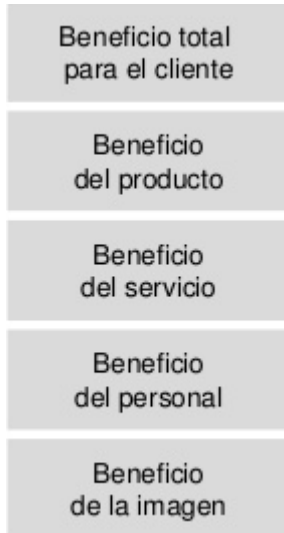 Beneficio total
para el cliente
Beneficio
del producto
Beneficio
del servicio
Beneficio
del personal
Beneficio
de la imagen